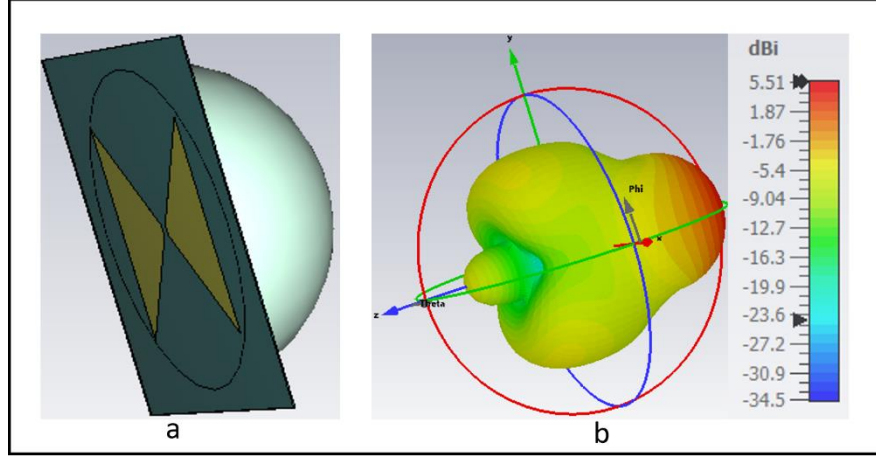 y
dBi
5.51
1.87
-1.76
-5.4
-9.04
-12.7
-16.3
-19.9
-23.6
-27.2
-30.9
-34.5
Phi
x
Theta
z
a
b